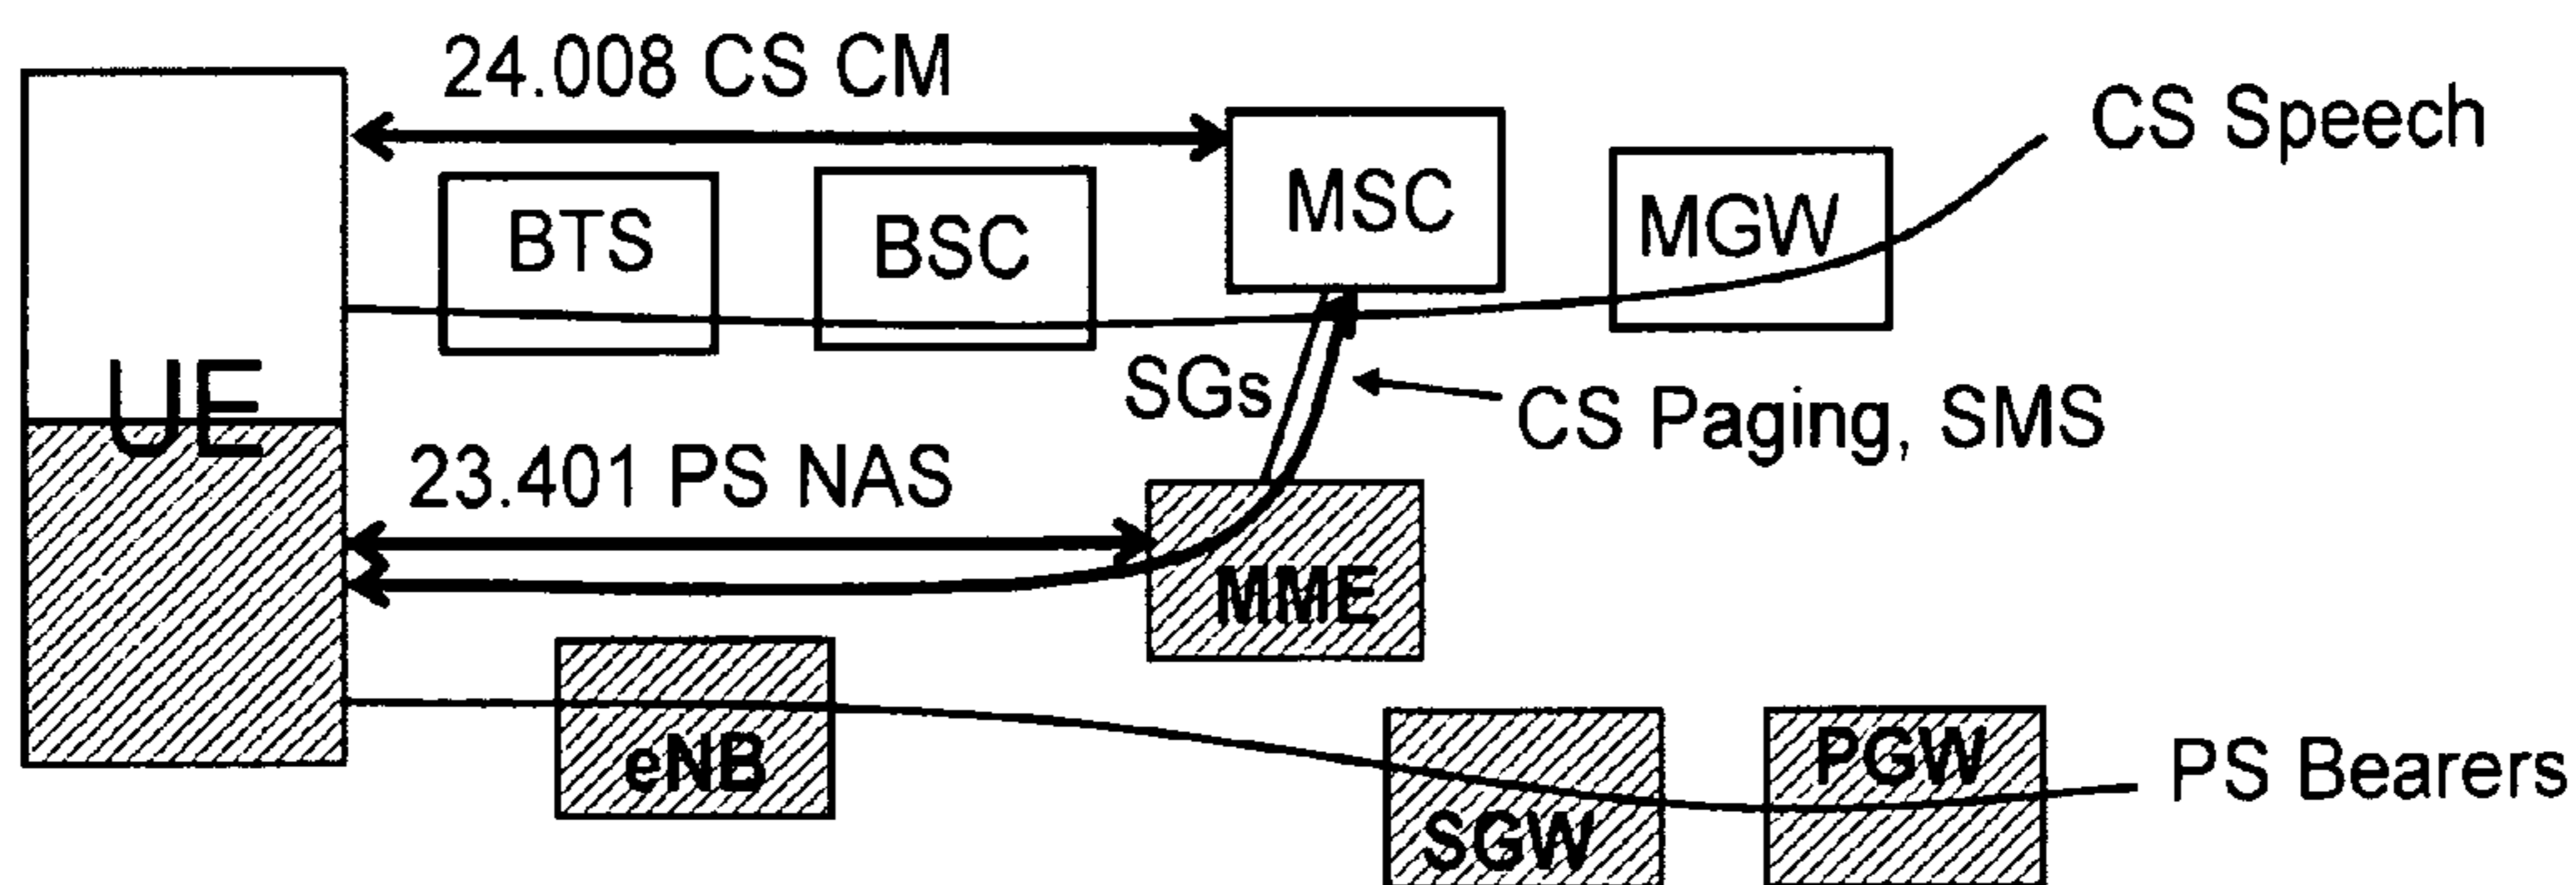 24.008 CS CM
CS Speech
MSC
BTS
BSC
MGW
UE
SGs
CS Paging, SMS
23.401 PS NAS
MME
eNB
PGW
PS Bearers
SGW